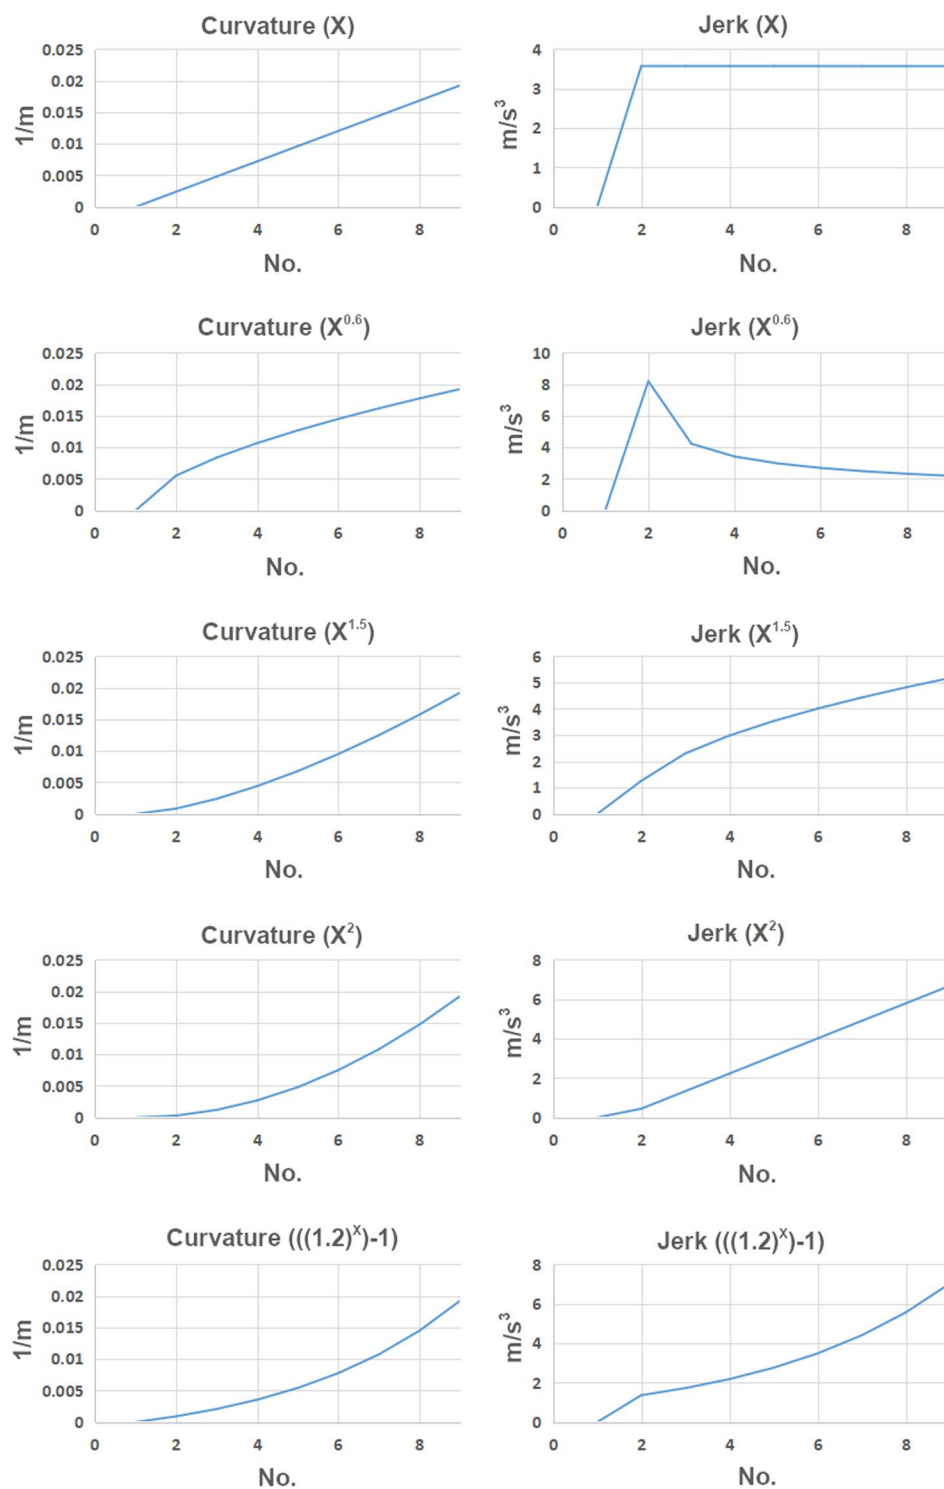 Curvature (X)
0.025
0.02
0.015
0.01
0.005
0
1/m
0 2 4 6 8
No.
Jerk (X)
4
3
2
1
0
m/s³
0 2 4 6 8
No.
Curvature (X⁰·⁶)
0.025
0.02
0.015
0.01
0.005
0
1/m
0 2 4 6 8
No.
Jerk (X⁰·⁶)
10
8
6
4
2
0
m/s³
0 2 4 6 8
No.
Curvature (X¹·⁵)
0.025
0.02
0.015
0.01
0.005
0
1/m
0 2 4 6 8
No.
Jerk (X¹·⁵)
6
5
4
3
2
1
0
m/s³
0 2 4 6 8
No.
Curvature (X²)
0.025
0.02
0.015
0.01
0.005
0
1/m
0 2 4 6 8
No.
Jerk (X²)
8
6
4
2
0
m/s³
0 2 4 6 8
No.
Curvature (((1.2)ˣ)-1)
0.025
0.02
0.015
0.01
0.005
0
1/m
0 2 4 6 8
No.
Jerk (((1.2)ˣ)-1)
8
6
4
2
0
m/s³
0 2 4 6 8
No.